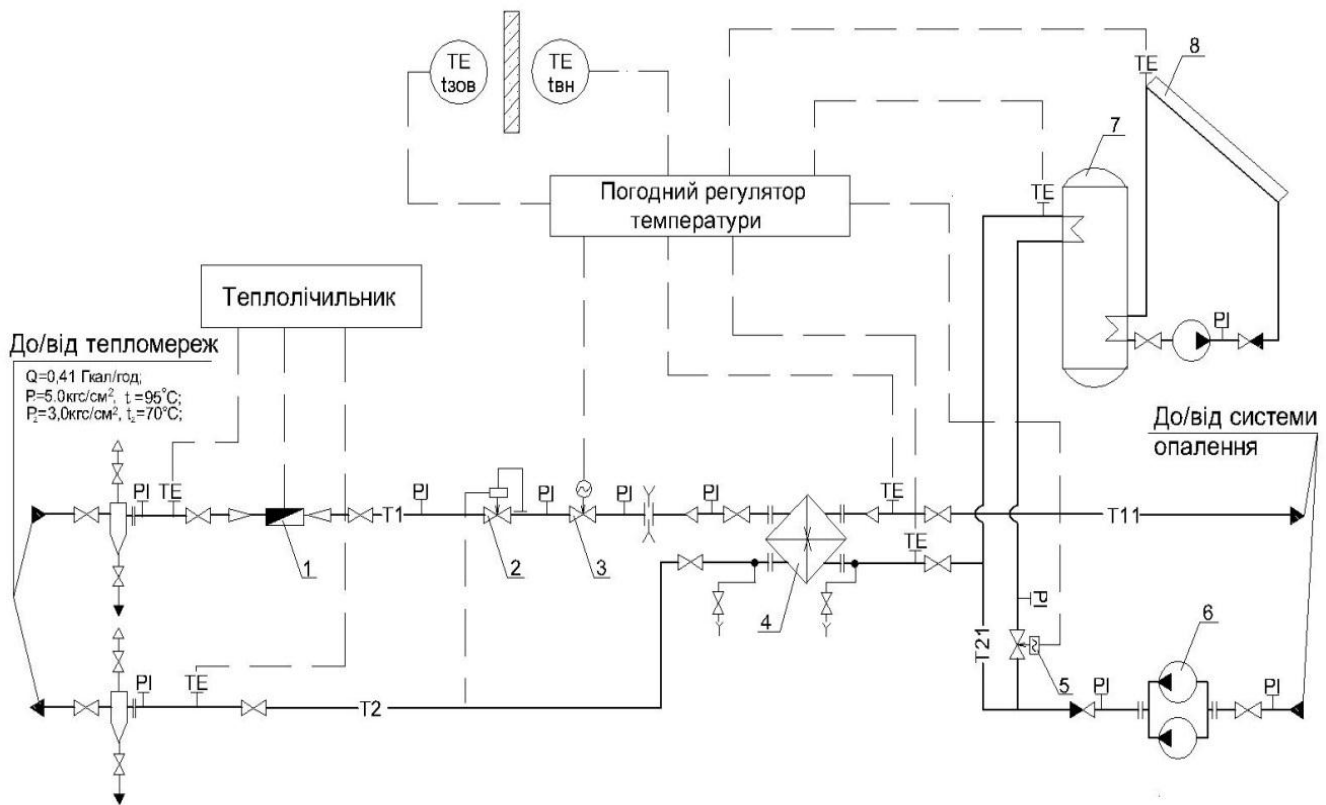 TE
tзов
TE
tвн
TE
8
7
TE
Погодний регулятор
температури
Теплолічильник
До/від тепломереж
Q=0,41 Гкал/год;
P=5.0кгс/см², t =95°C;
P₂=3,0кгс/см², t₂=70°C;
До/від системи
опалення
PI
PI
TE
1
T1
PI
2
PI
3
PI
PI
4
TE
TE
T11
PI
T21
5
6
PI
PI
PI
TE
T2